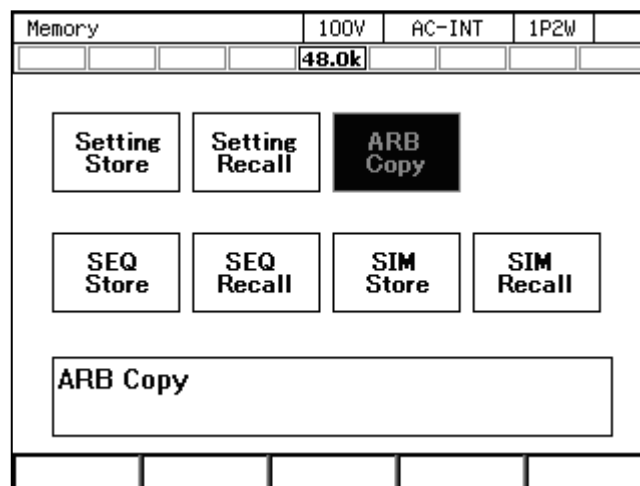 Memory 100V AC-INT 1P2W
48.0k
Setting Setting ARB
Store Recall Copy
SEQ SEQ SIM SIM
Store Recall Store Recall
ARB Copy